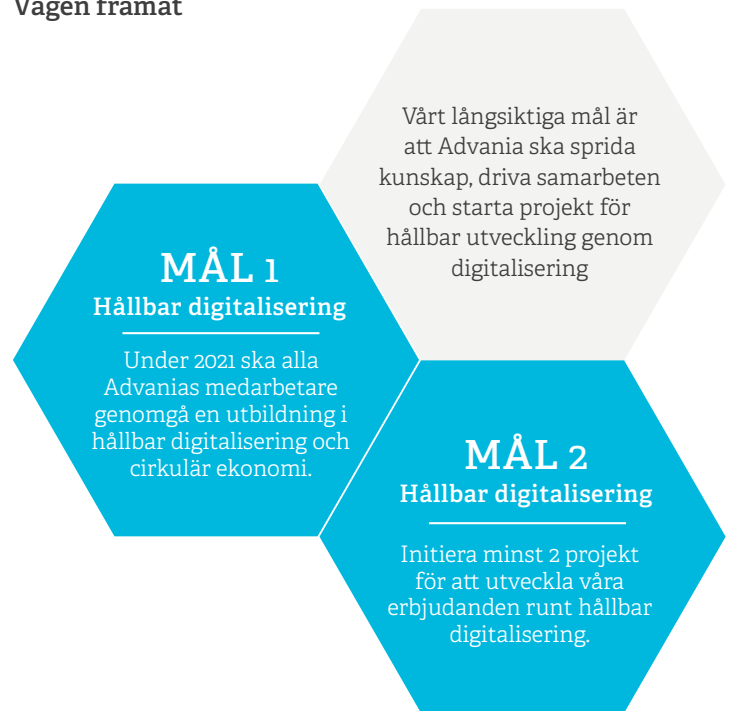 Vägen framåt
Vårt långsiktiga mål är
att Advania ska sprida
kunskap, driva samarbeten
och starta projekt för
hållbar utveckling genom
digitalisering
MÅL 1
Hållbar digitalisering
Under 2021 ska alla
Advanias medarbetare
genomgå en utbildning i
hållbar digitalisering och
cirkulär ekonomi.
MÅL 2
Hållbar digitalisering
Initiera minst 2 projekt
för att utveckla våra
erbjudanden runt hållbar
digitalisering.